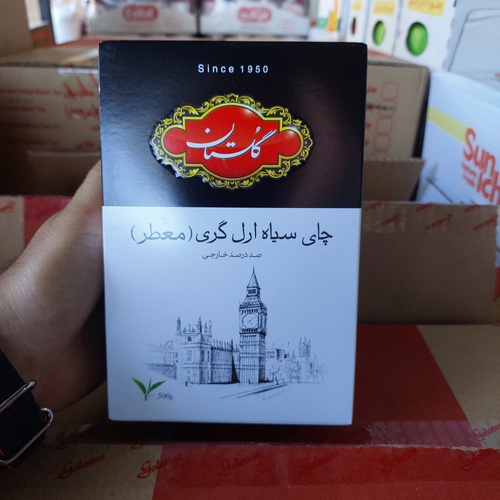 Since 1950
گلستان
چای سیاه ارل گری (معطر)
صد درصد خارجی
500g